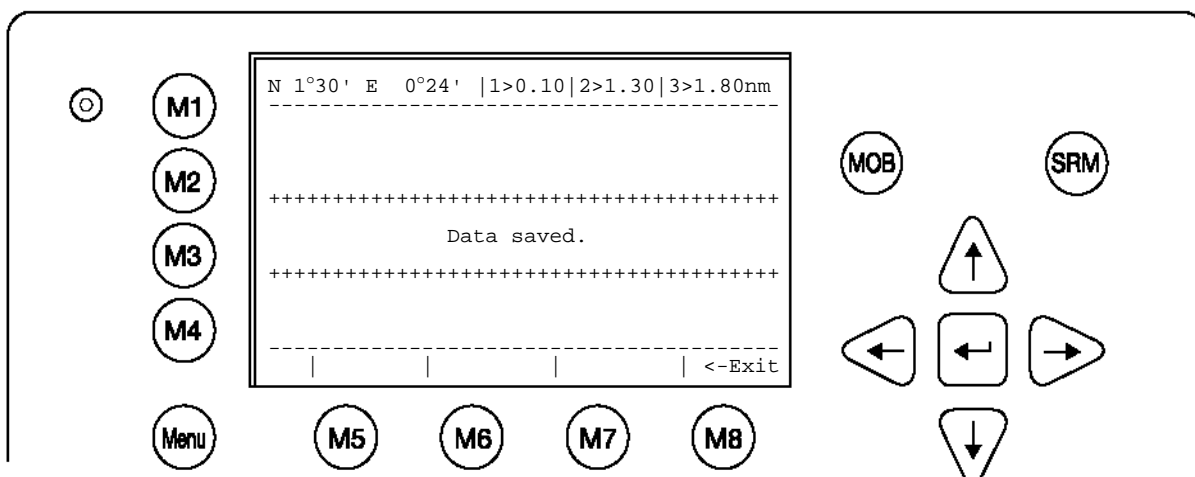 N 1°30' E 0°24' |1>0.10|2>1.30|3>1.80nm
----------------------------------------
++++++++++++++++++++++++++++++++++++++++
Data saved.
++++++++++++++++++++++++++++++++++++++++
----------------------------------------
| | | | <-Exit
M1
M2
M3
M4
Menu
M5
M6
M7
M8
MOB
SRM